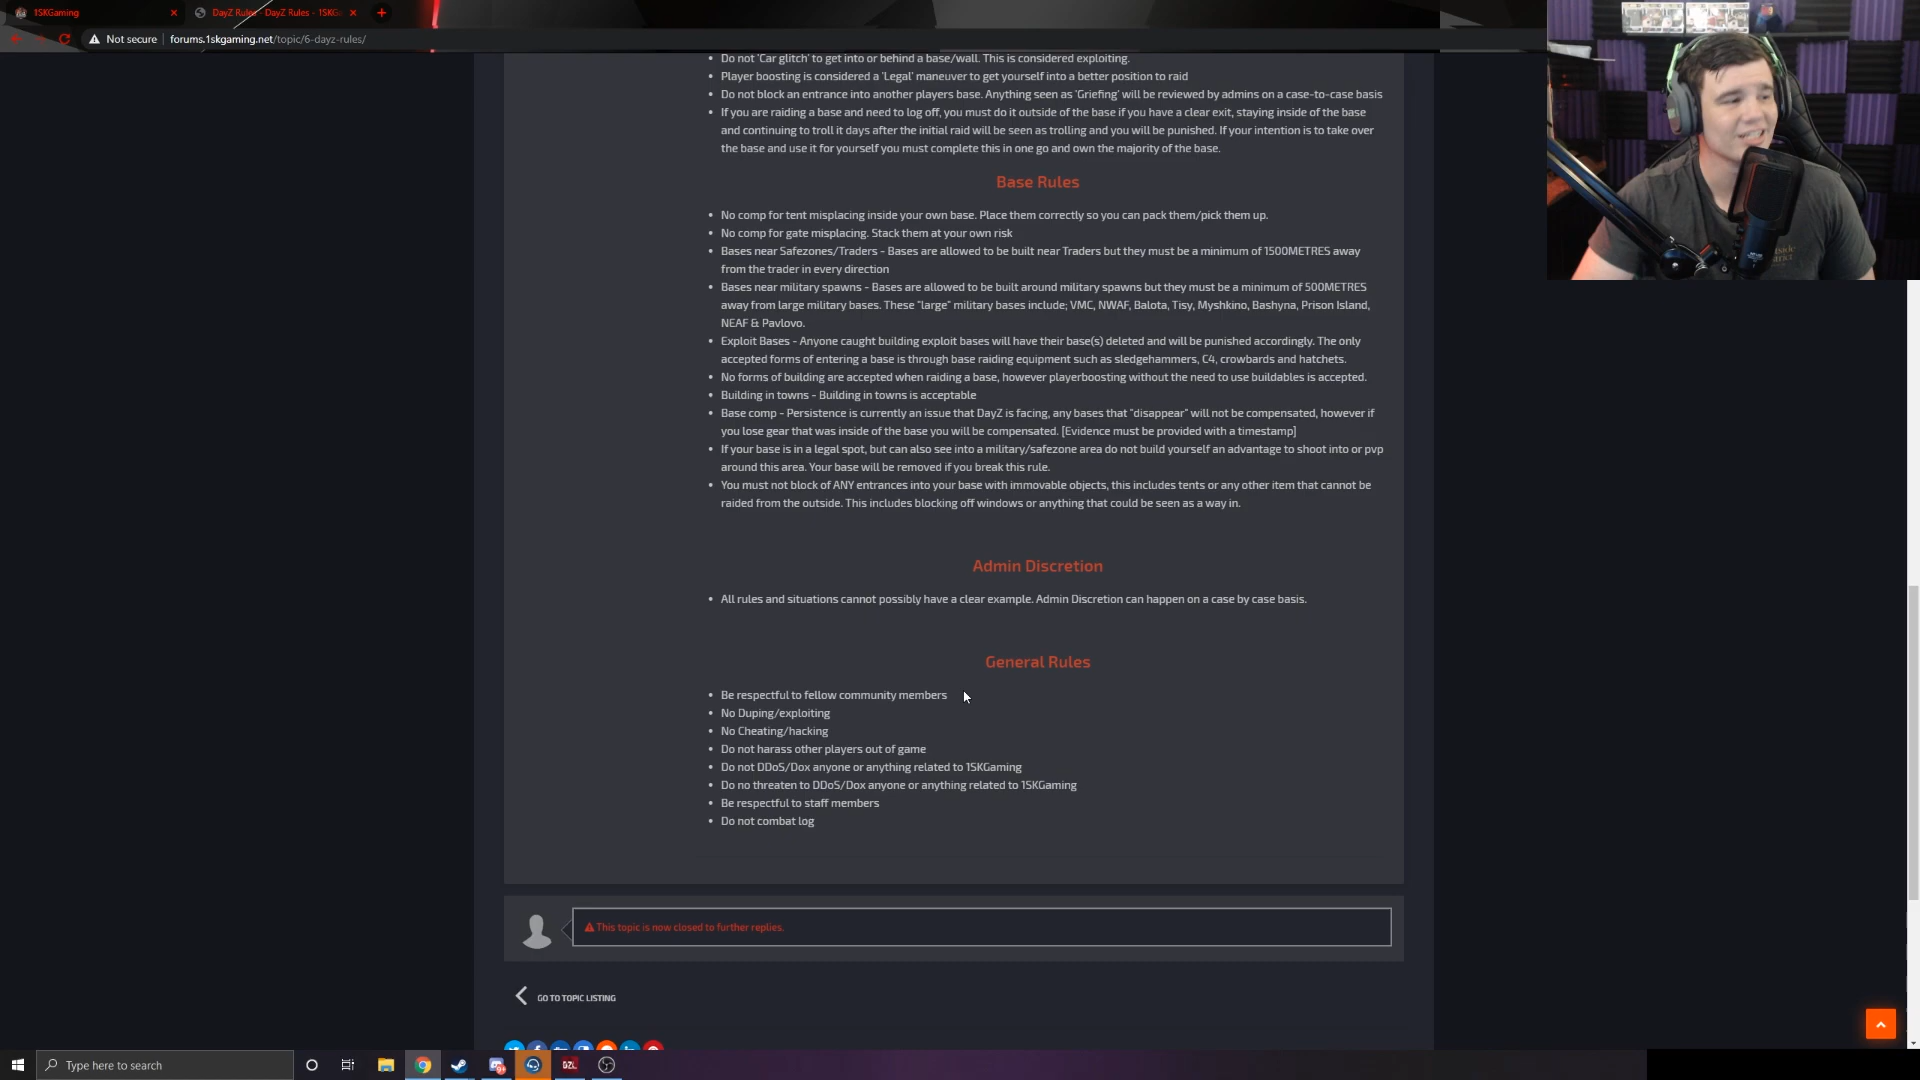 1SKGaming
DayZ Rules - DayZ Rules - 1SKG
Not secure
forums.1skgaming.net/topic/6-dayz-rules/
Do not 'Car glitch' to get into or behind a base/wall. This is considered exploiting.
Player boosting is considered a 'Legal' maneuver to get yourself into a better position to raid
Do not block an entrance into another players base. Anything seen as 'Griefing' will be reviewed by admins on a case-to-case basis
If you are raiding a base and need to log off, you must do it outside of the base if you have a clear exit, staying inside of the base
and continuing to troll it days after the initial raid will be seen as trolling and you will be punished. If your intention is to take over
the base and use it for yourself you must complete this in one go and own the majority of the base.
Base Rules
No comp for tent misplacing inside your own base. Place them correctly so you can pack them/pick them up.
No comp for gate misplacing. Stack them at your own risk
Bases near Safezones/Traders - Bases are allowed to be built near Traders but they must be a minimum of 1500METRES away
from the trader in every direction
Bases near military spawns - Bases are allowed to be built around military spawns but they must be a minimum of 500METRES
away from large military bases. These "large" military bases include; VMC, NWAF, Balota, Tisy, Myshkino, Bashyna, Prison Island,
NEAF & Pavlovo.
Exploit Bases - Anyone caught building exploit bases will have their base(s) deleted and will be punished accordingly. The only
accepted forms of entering a base is through base raiding equipment such as sledgehammers, C4, crowbards and hatchets.
No forms of building are accepted when raiding a base, however playerboosting without the need to use buildables is accepted.
Building in towns - Building in towns is acceptable
Base comp - Persistence is currently an issue that DayZ is facing, any bases that "disappear" will not be compensated, however if
you lose gear that was inside of the base you will be compensated. [Evidence must be provided with a timestamp]
If your base is in a legal spot, but can also see into a military/safezone area do not build yourself an advantage to shoot into or pvp
around this area. Your base will be removed if you break this rule.
You must not block of ANY entrances into your base with immovable objects, this includes tents or any other item that cannot be
raided from the outside. This includes blocking off windows or anything that could be seen as a way in.
Admin Discretion
All rules and situations cannot possibly have a clear example. Admin Discretion can happen on a case by case basis.
General Rules
Be respectful to fellow community members
No Duping/exploiting
No Cheating/hacking
Do not harass other players out of game
Do not DDoS/Dox anyone or anything related to 1SKGaming
Do no threaten to DDoS/Dox anyone or anything related to 1SKGaming
Be respectful to staff members
Do not combat log
This topic is now closed to further replies.
GO TO TOPIC LISTING
Type here to search
DZL